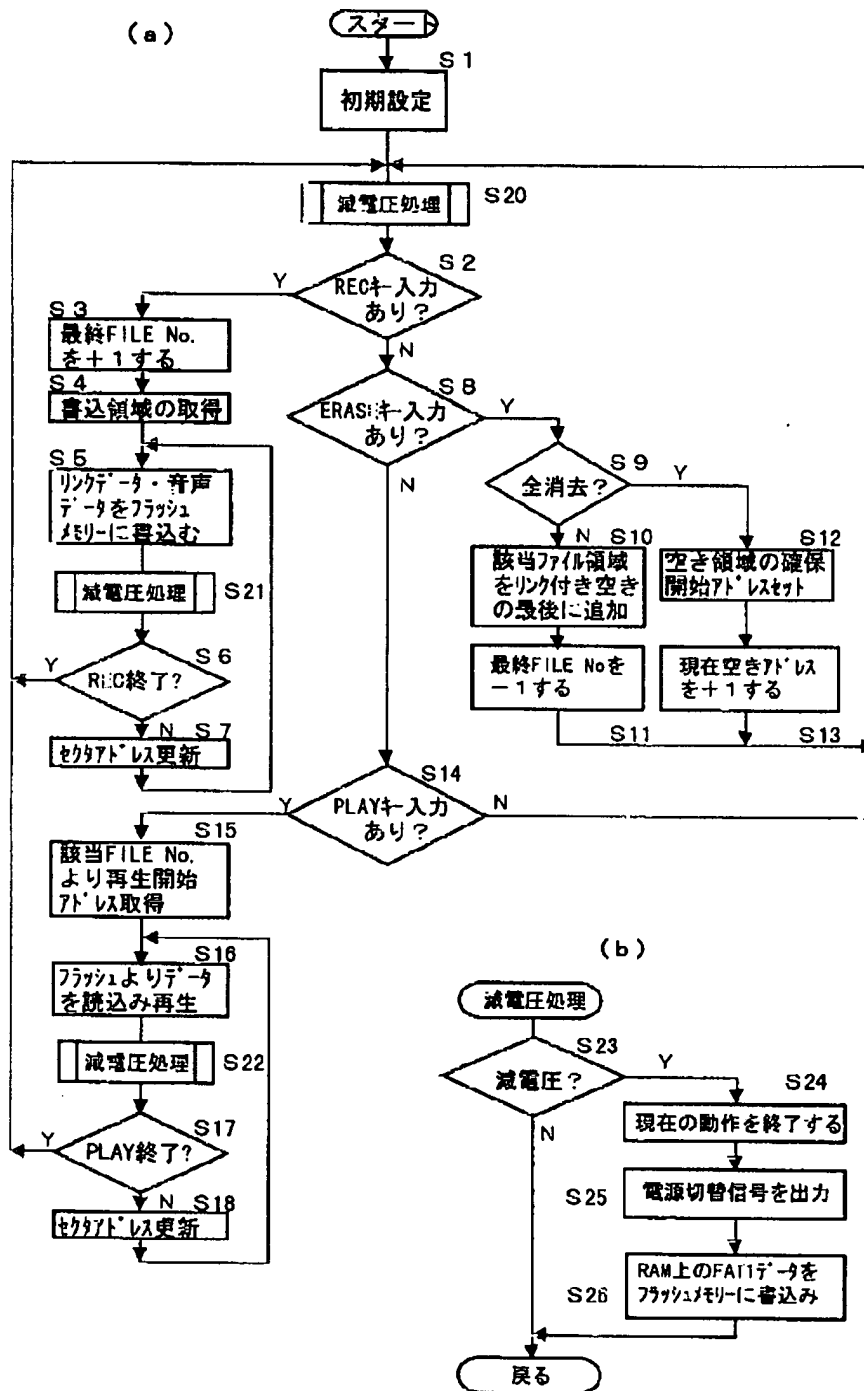 (a)
スター
S1
初期設定
減電圧処理
S20
S2
RECキー入力
あり?
Y
N
S3
最終FILE No.
を+1する
S4
書込領域の取得
S5
リンクデータ・音声
データをフラッシュ
メモリーに書込む
減電圧処理
S21
S6
REC終了?
Y
N
S7
セクタアドレス更新
S8
ERASEキー入力
あり?
Y
N
S9
全消去?
Y
N
S10
該当ファイル領域
をリンク付き空き
の最後に追加
最終FILE Noを
-1する
S11
S12
空き領域の確保
開始アドレスセット
現在空きアドレス
を+1する
S13
S14
PLAYキー入力
あり?
Y
N
S15
該当FILE No.
より再生開始
アドレス取得
S16
フラッシュよりデータ
を読込み再生
減電圧処理
S22
S17
PLAY終了?
Y
N
S18
セクタアドレス更新
(b)
減電圧処理
S23
減電圧?
Y
N
S24
現在の動作を終了する
S25
電源切替信号を出力
S26
RAM上のFAT1データを
フラッシュメモリーに書込み
戻る